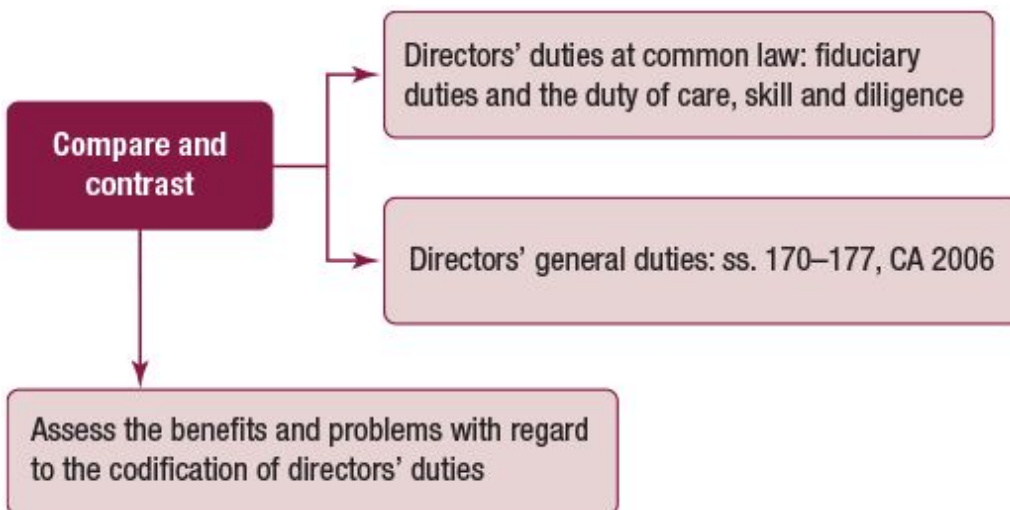 Directors’ duties at common law: fiduciary
duties and the duty of care, skill and diligence
Compare and
contrast
Directors’ general duties: ss. 170–177, CA 2006
Assess the benefits and problems with regard
to the codification of directors’ duties